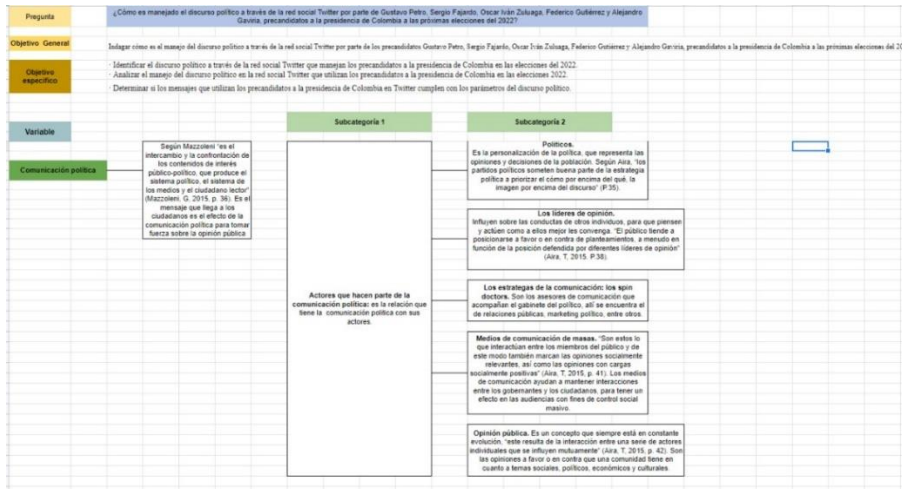 Pregunta
¿Cómo es manejado el discurso político a través de la red social Twitter por parte de Gustavo Petro, Sergio Fajardo, Oscar Iván Zuluaga, Federico Gutiérrez y Alejandro
Gaviria, precandidatos a la presidencia de Colombia a las próximas elecciones del 2022?
Objetivo General
Indagar cómo es el manejo del discurso político a través de la red social Twitter por parte de los precandidatos Gustavo Petro, Sergio Fajardo, Oscar Iván Zuluaga, Federico Gutiérrez y Alejandro Gaviria, precandidatos a la presidencia de Colombia a las próximas elecciones del
Objetivo
específico
· Identificar el discurso político a través de la red social Twitter que manejan los precandidatos a la presidencia de Colombia en las elecciones 2022.
· Analizar el manejo del discurso político en la red social Twitter que utilizan los precandidatos a la presidencia de Colombia en las elecciones 2022.
· Determinar si los mensajes que utilizan los precandidatos a la presidencia de Colombia en Twitter cumplen con los parámetros del discurso político.
Variable
Subcategoría 1
Subcategoría 2
Comunicación política
Según Mazzoleni "es el
intercambio y la confrontación de
los contenidos de interés
público-político, que produce el
sistema político, el sistema de
los medios y el ciudadano lector"
(Mazzoleni, G. 2015, p. 36). Es el
mensaje que llega a los
ciudadanos es el efecto de la
comunicación política para tomar
fuerza sobre la opinión pública
Actores que hacen parte de la
comunicación política: es la relación que
tiene la comunicación política con sus
actores.
Políticos.
Es la personalización de la política, que representa las
opiniones y decisiones de la población. Según Aira, "los
partidos políticos someten buena parte de la estrategia
política a priorizar el cómo por encima del qué, la
imagen por encima del discurso" (P.35).
Los líderes de opinión.
Influyen sobre las conductas de otros individuos, para que piensen
y actúen como a ellos mejor les convenga. "El público tiende a
posicionarse a favor o en contra de planteamientos, a menudo en
función de la posición defendida por diferentes líderes de opinión"
(Aira, T, 2015. P.38).
Los estrategas de la comunicación: los spin
doctors. Son los asesores de comunicación que
acompañan el gabinete del político, allí se encuentra el
de relaciones públicas, marketing político, entre otros.
Medios de comunicación de masas. "Son estos lo
que interactúan entre los miembros del público y de
este modo también marcan las opiniones socialmente
relevantes, así como las opiniones con cargas
socialmente positivas" (Aira, T, 2015, p. 41). Los medios
de comunicación ayudan a mantener interacciones
entre los gobernantes y los ciudadanos, para tener un
efecto en las audiencias con fines de control social
masivo.
Opinión pública. Es un concepto que siempre está en constante
evolución, "este resulta de la interacción entre una serie de actores
individuales que se influyen mutuamente" (Aira, T, 2015, p. 42). Son
las opiniones a favor o en contra que una comunidad tiene en
cuanto a temas sociales, políticos, económicos y culturales.